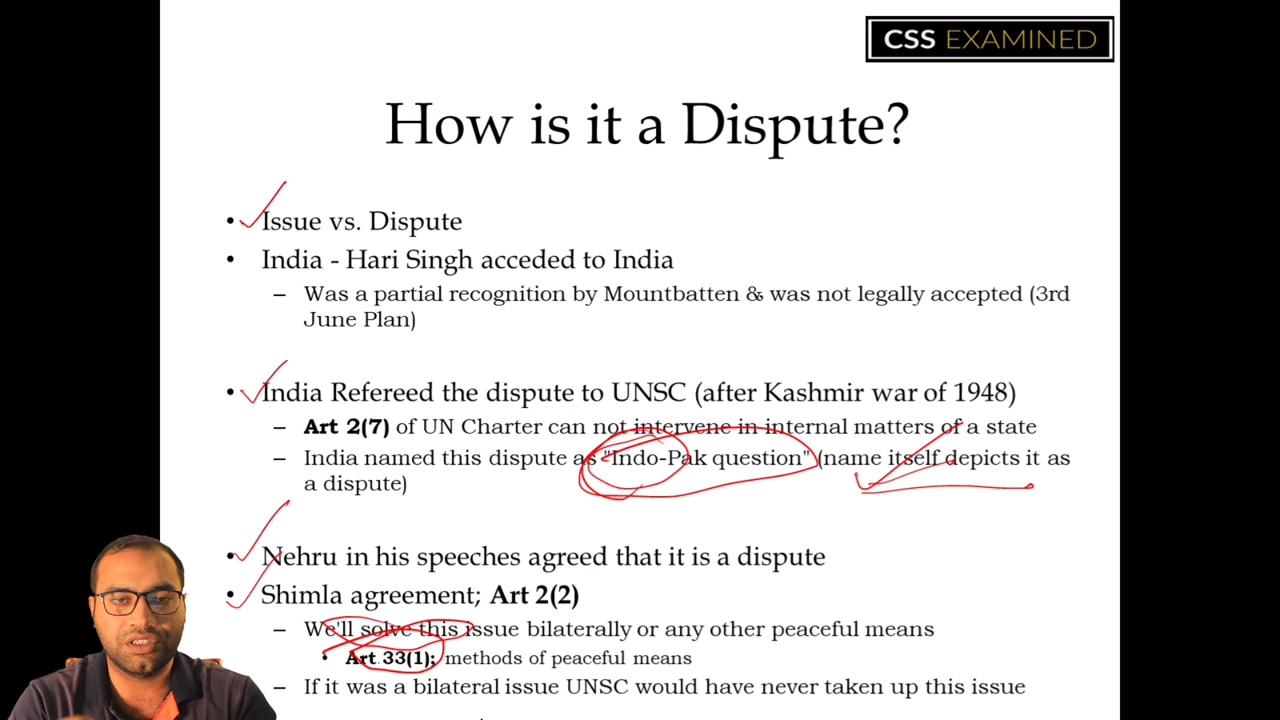 CSS EXAMINED
How is it a Dispute?
• Issue vs. Dispute
• India - Hari Singh acceded to India
– Was a partial recognition by Mountbatten & was not legally accepted (3rd
June Plan)
• India Refereed the dispute to UNSC (after Kashmir war of 1948)
– Art 2(7) of UN Charter can not intervene in internal matters of a state
– India named this dispute as "Indo-Pak question" (name itself depicts it as
a dispute)
• Nehru in his speeches agreed that it is a dispute
• Shimla agreement; Art 2(2)
– We'll solve this issue bilaterally or any other peaceful means
• Art 33(1); methods of peaceful means
– If it was a bilateral issue UNSC would have never taken up this issue